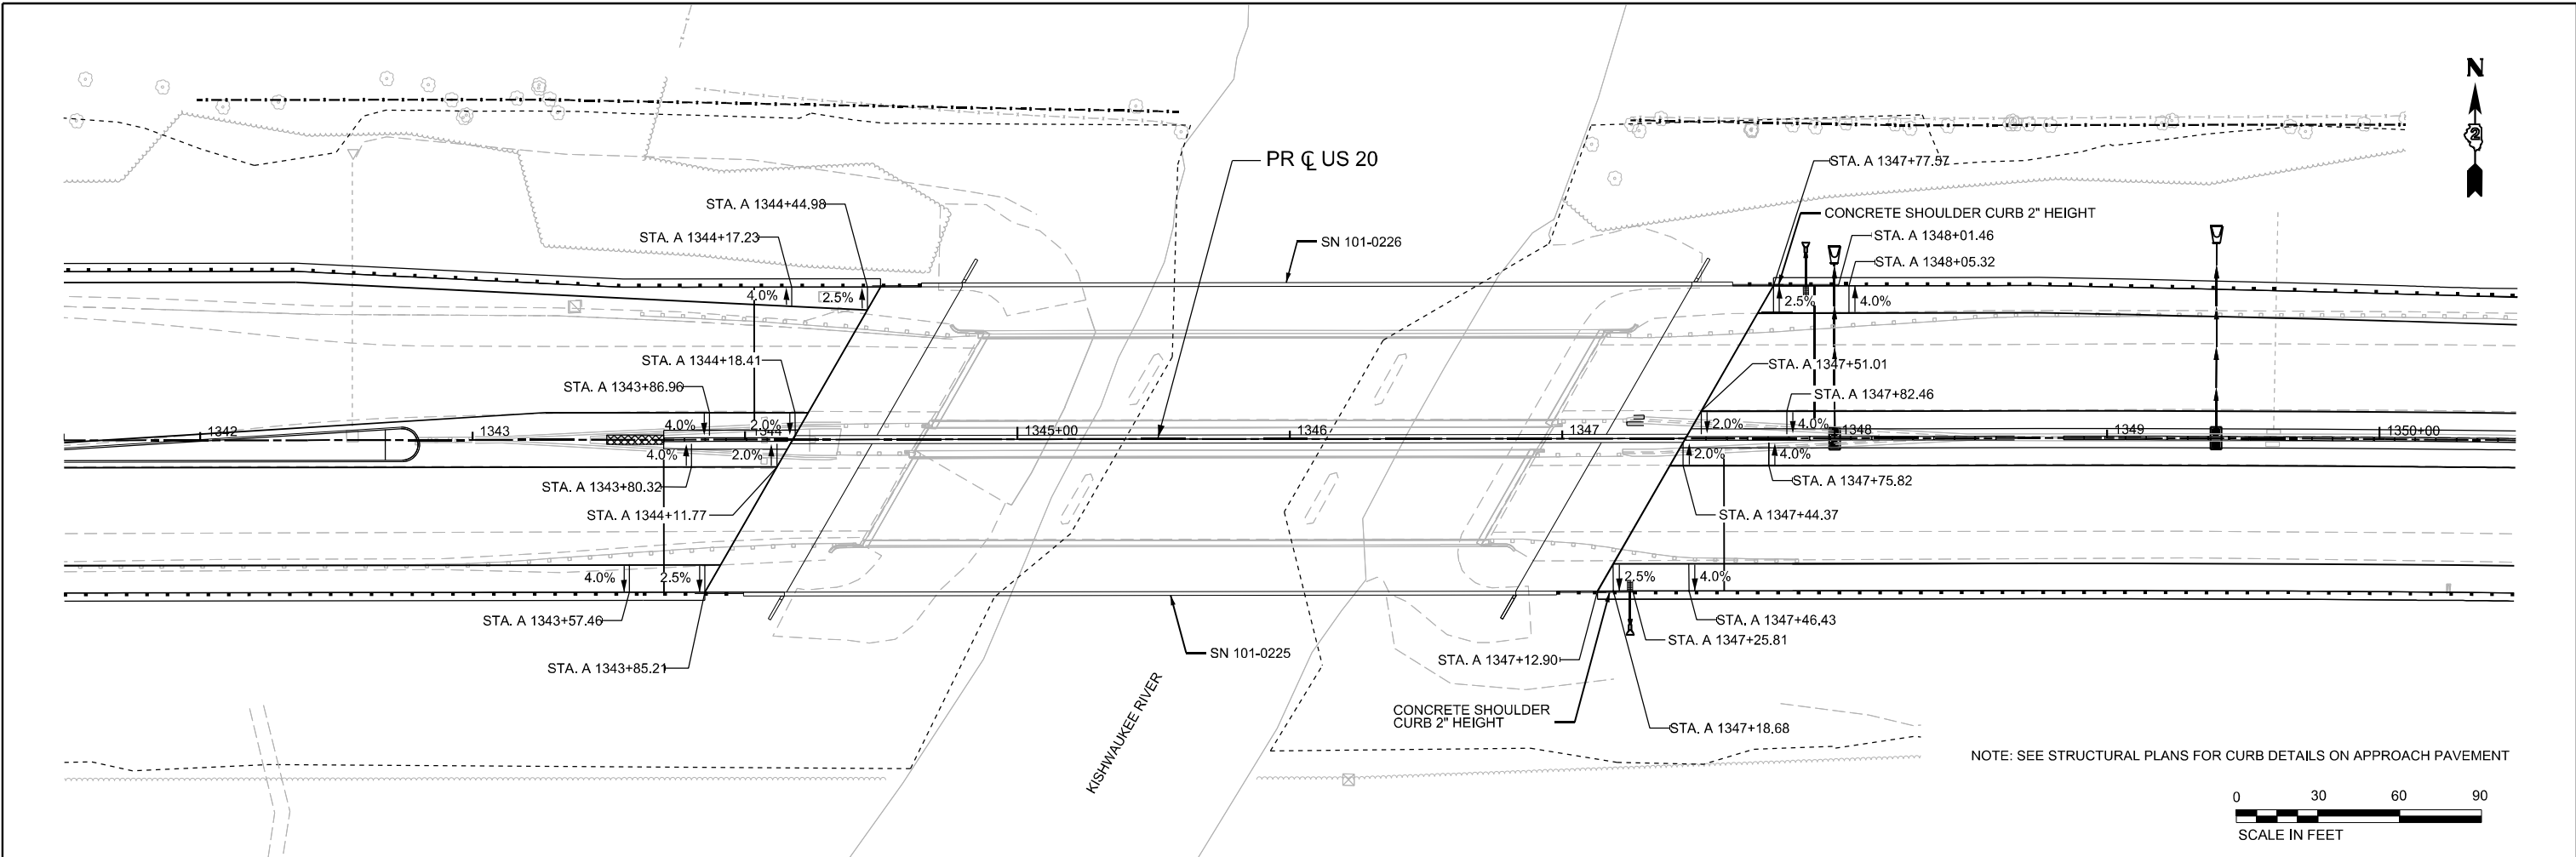 N
2
PR ℄ US 20
STA. A 1347+77.57
STA. A 1344+44.98
CONCRETE SHOULDER CURB 2" HEIGHT
STA. A 1344+17.23
SN 101-0226
STA. A 1348+01.46
STA. A 1348+05.32
4.0%
2.5%
2.5%
4.0%
STA. A 1344+18.41
STA. A 1347+51.01
STA. A 1343+86.96
STA. A 1347+82.46
4.0%
2.0%
2.0%
4.0%
1342
1343
1344
1345+00
1346
1347
1348
1349
1350+00
4.0%
2.0%
2.0%
4.0%
STA. A 1343+80.32
STA. A 1347+75.82
STA. A 1344+11.77
STA. A 1347+44.37
4.0%
2.5%
2.5%
4.0%
STA. A 1343+57.46
STA. A 1347+46.43
STA. A 1347+25.81
SN 101-0225
STA. A 1347+12.90
STA. A 1343+85.21
KISHWAUKEE RIVER
CONCRETE SHOULDER
CURB 2" HEIGHT
STA. A 1347+18.68
NOTE: SEE STRUCTURAL PLANS FOR CURB DETAILS ON APPROACH PAVEMENT
0 30 60 90
SCALE IN FEET